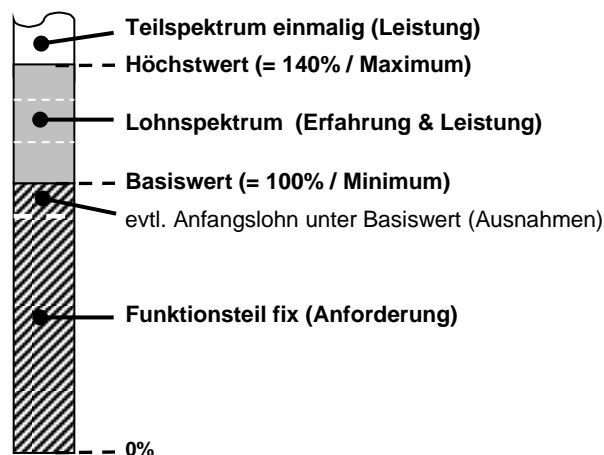 Teilspektrum einmalig (Leistung)
Höchstwert (= 140% / Maximum)
Lohnspektrum (Erfahrung & Leistung)
Basiswert (= 100% / Minimum)
evtl. Anfangslohn unter Basiswert (Ausnahmen)
Funktionsteil fix (Anforderung)
0%